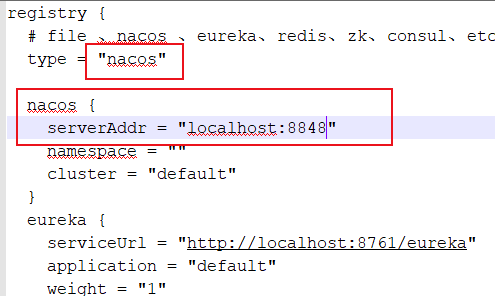 registry {
# file 、nacos 、eureka、redis、zk、consul、etc
type = "nacos"
nacos {
serverAddr = "localhost:8848"
namespace = ""
cluster = "default"
}
eureka {
serviceUrl = "http://localhost:8761/eureka"
application = "default"
weight = "1"